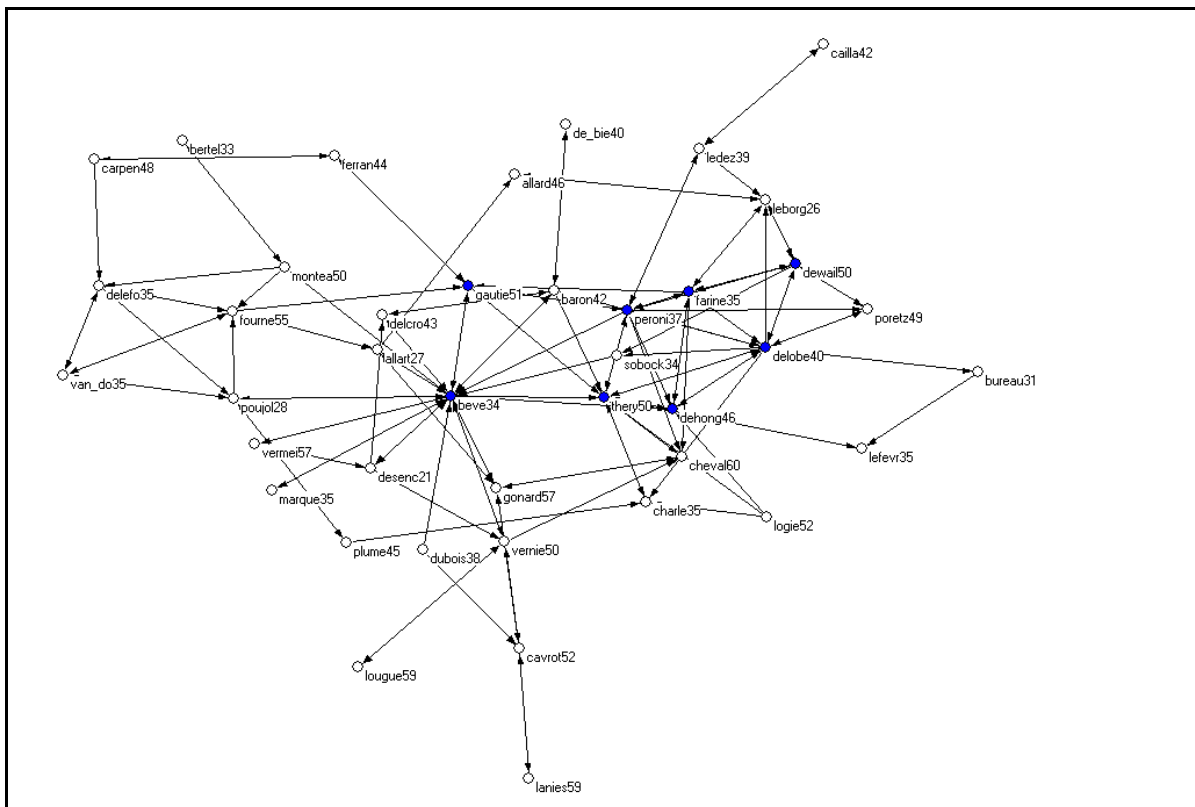 cailla42
de_bie40
bertel33
ledez39
ferran44
carpen48
allard46
leborg26
dewail50
montea50
delefo35
gautie51
baron42
farine35
fourne55
delcro43
peroni37
poretz49
lallart27
sobock34
delobe40
van_do35
bureau31
poujol28
beve34
thery50
dehong46
vermei57
lefevr35
desenc21
cheval60
marque35
gonard57
charle35
logie52
plume45
dubois38
vernie50
cavrot52
lougue59
lanies59